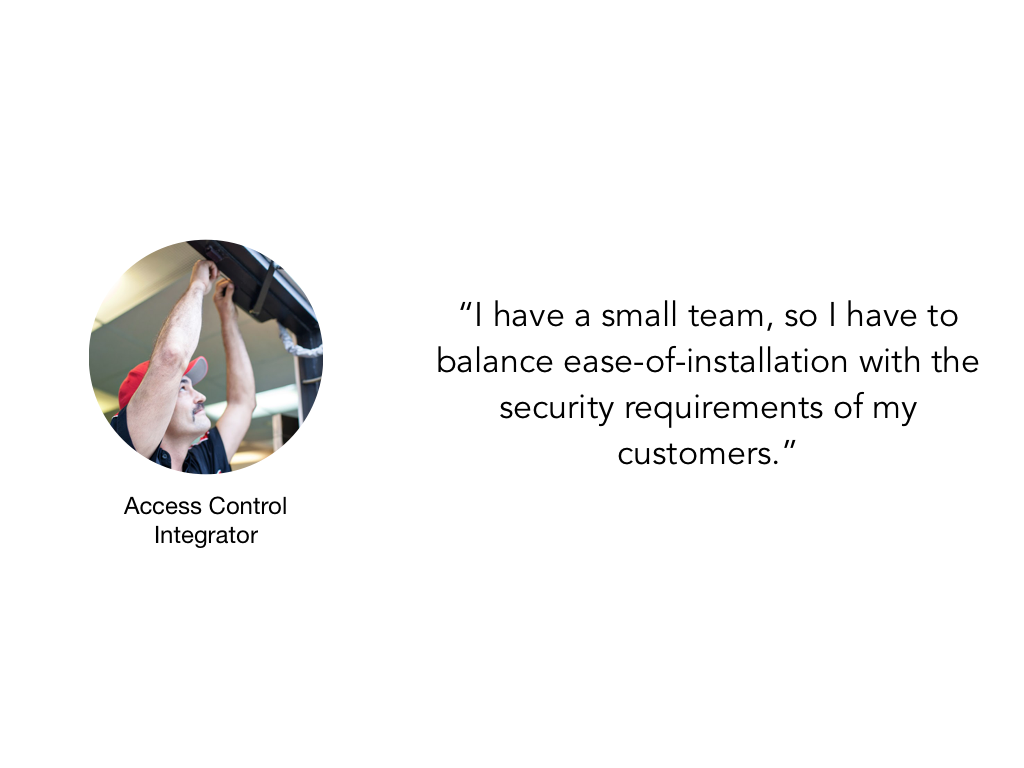 “I have a small team, so I have to
balance ease-of-installation with the
security requirements of my
customers.”
Access Control
Integrator